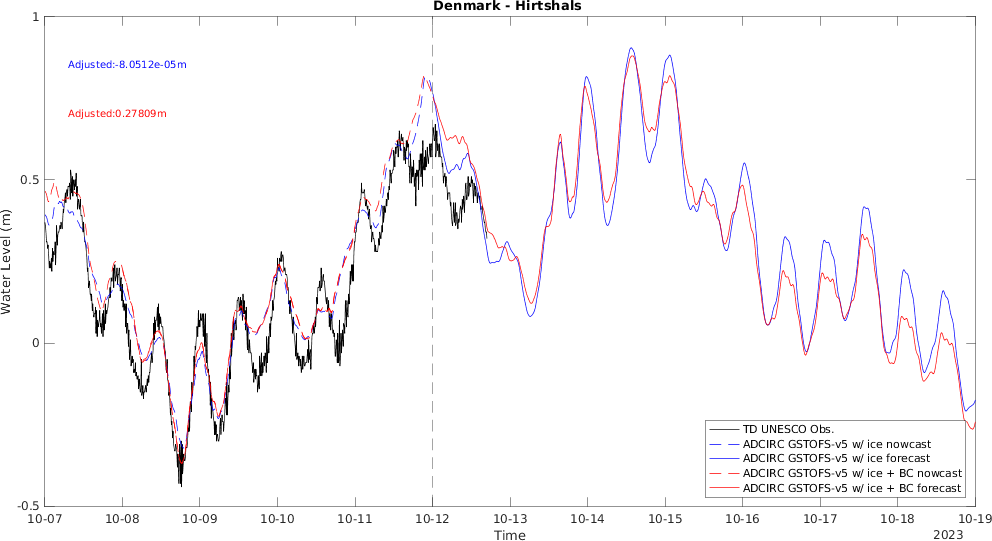 Denmark - Hirtshals
Adjusted:-8.0512e-05m
Adjusted:0.27809m
Water Level (m)
1
0.5
0
-0.5
10-07 10-08 10-09 10-10 10-11 10-12 10-13 10-14 10-15 10-16 10-17 10-18 10-19
Time
2023
TD UNESCO Obs.
ADCIRC GSTOFS-v5 w/ ice nowcast
ADCIRC GSTOFS-v5 w/ ice forecast
ADCIRC GSTOFS-v5 w/ ice + BC nowcast
ADCIRC GSTOFS-v5 w/ ice + BC forecast